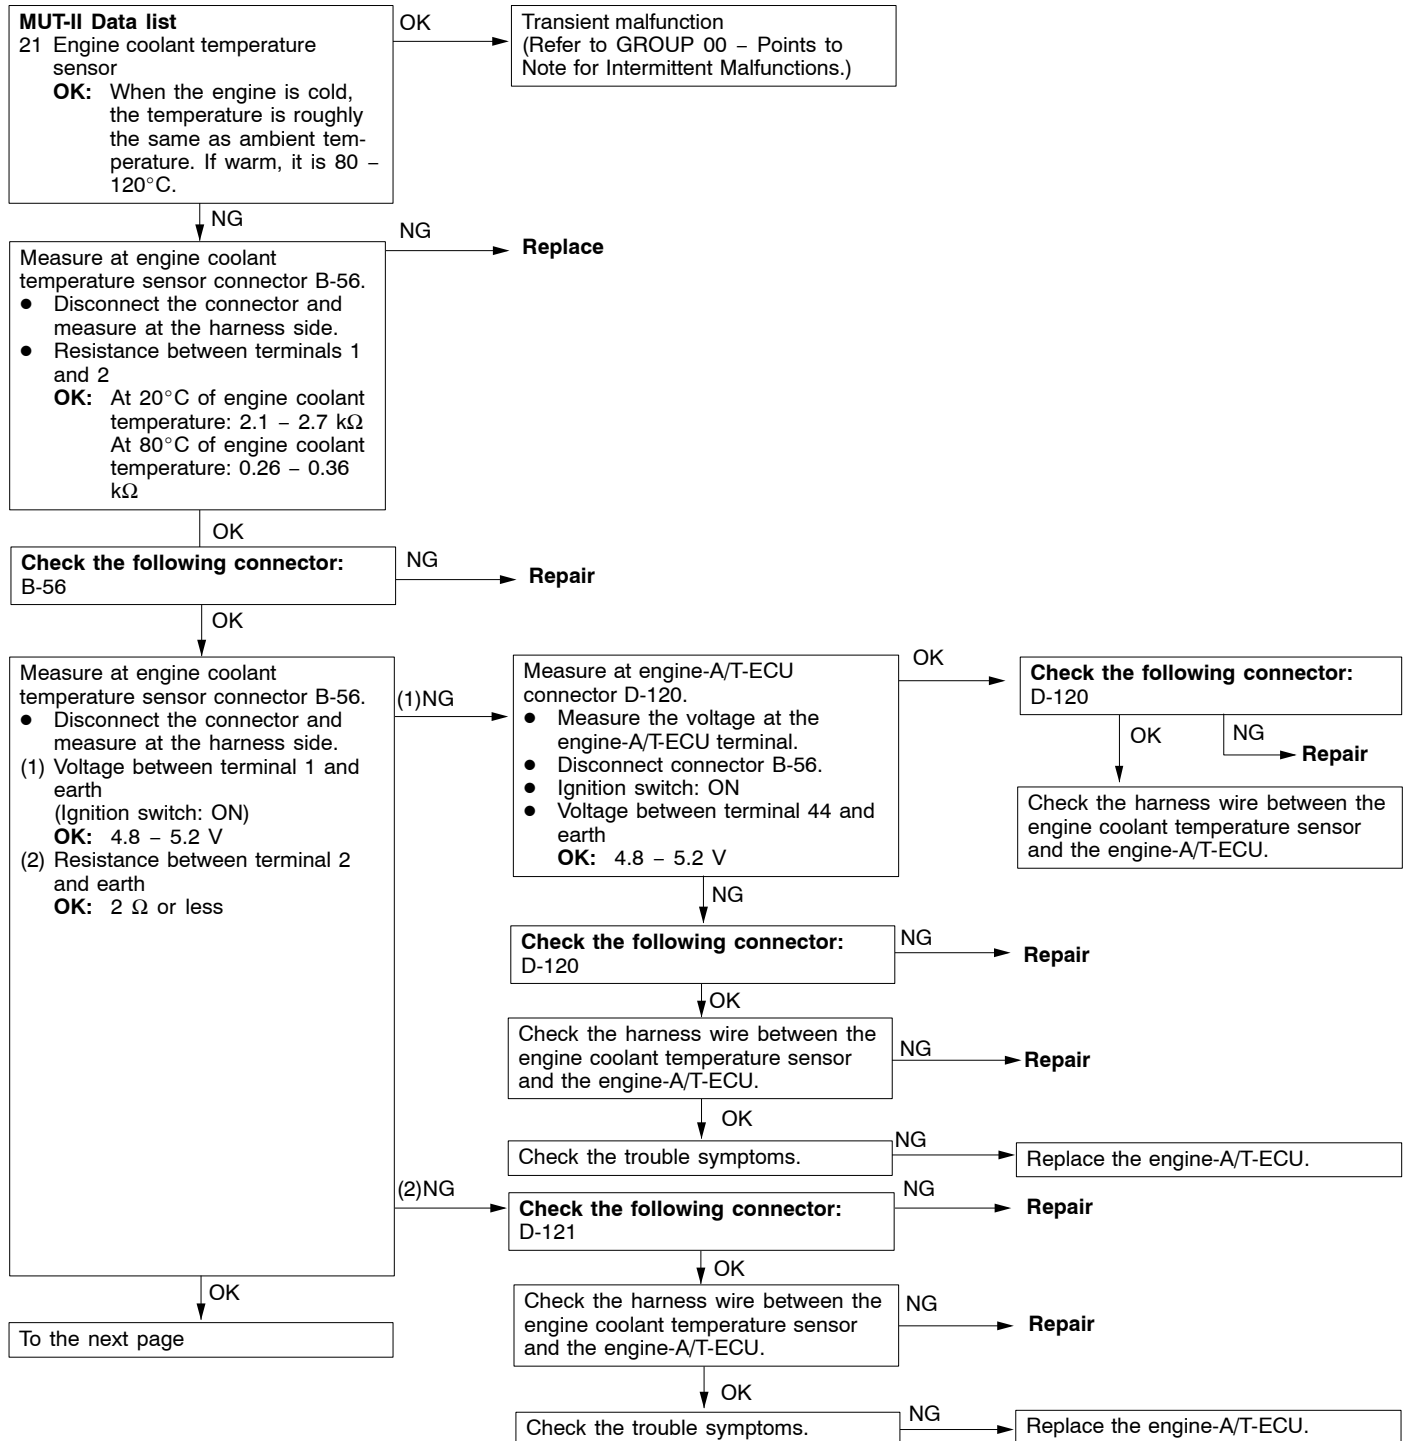 MUT-II Data list
21 Engine coolant temperature
sensor
OK: When the engine is cold,
the temperature is roughly
the same as ambient tem-
perature. If warm, it is 80 –
120°C.
OK
Transient malfunction
(Refer to GROUP 00 – Points to
Note for Intermittent Malfunctions.)
NG
Measure at engine coolant
temperature sensor connector B-56.
● Disconnect the connector and
measure at the harness side.
● Resistance between terminals 1
and 2
OK: At 20°C of engine coolant
temperature: 2.1 – 2.7 kΩ
At 80°C of engine coolant
temperature: 0.26 – 0.36
kΩ
NG
Replace
OK
Check the following connector:
B-56
NG
Repair
OK
Measure at engine coolant
temperature sensor connector B-56.
● Disconnect the connector and
measure at the harness side.
(1) Voltage between terminal 1 and
earth
(Ignition switch: ON)
OK: 4.8 – 5.2 V
(2) Resistance between terminal 2
and earth
OK: 2 Ω or less
(1)NG
Measure at engine-A/T-ECU
connector D-120.
● Measure the voltage at the
engine-A/T-ECU terminal.
● Disconnect connector B-56.
● Ignition switch: ON
● Voltage between terminal 44 and
earth
OK: 4.8 – 5.2 V
OK
Check the following connector:
D-120
OK
NG
Repair
Check the harness wire between the
engine coolant temperature sensor
and the engine-A/T-ECU.
NG
Check the following connector:
D-120
NG
Repair
OK
Check the harness wire between the
engine coolant temperature sensor
and the engine-A/T-ECU.
NG
Repair
OK
Check the trouble symptoms.
NG
Replace the engine-A/T-ECU.
(2)NG
Check the following connector:
D-121
NG
Repair
OK
Check the harness wire between the
engine coolant temperature sensor
and the engine-A/T-ECU.
NG
Repair
OK
Check the trouble symptoms.
NG
Replace the engine-A/T-ECU.
OK
To the next page